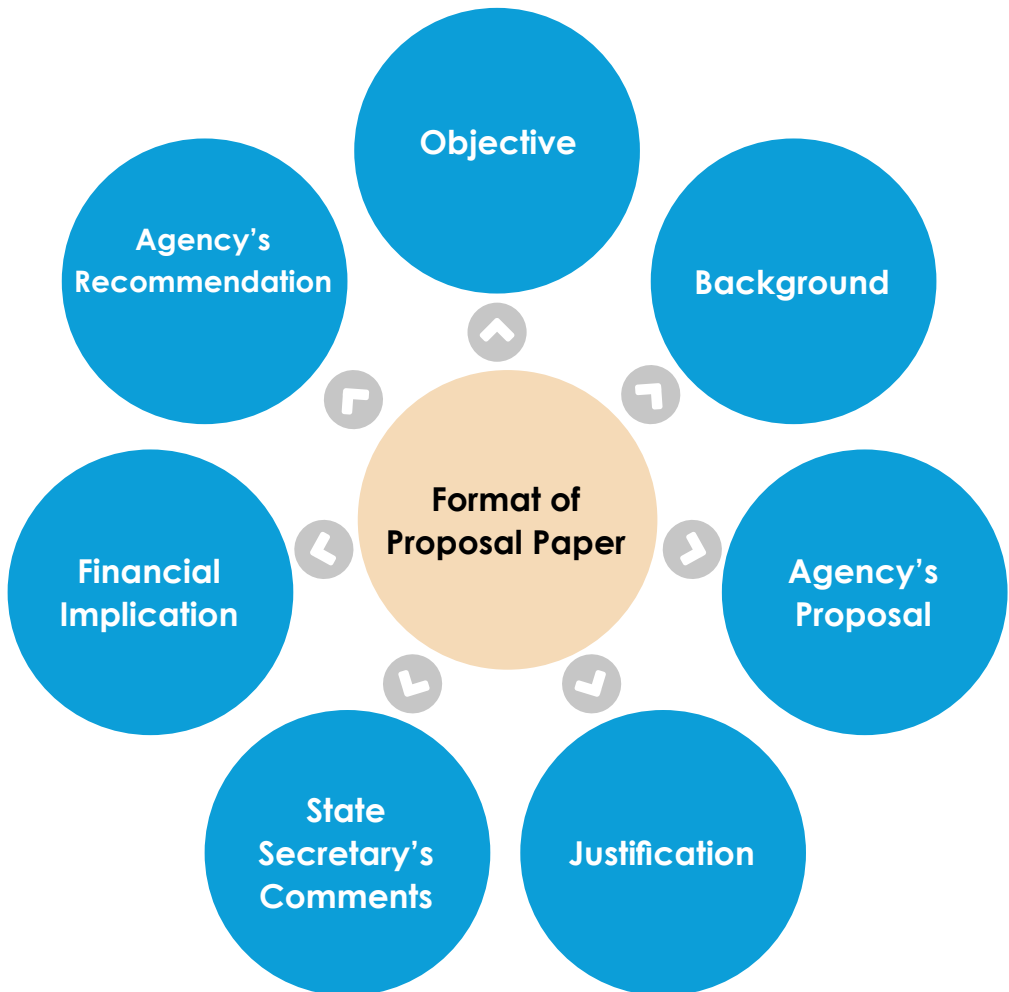 Objective
Background
Agency’s
Proposal
Justification
State
Secretary’s
Comments
Financial
Implication
Agency’s
Recommendation
Format of
Proposal Paper